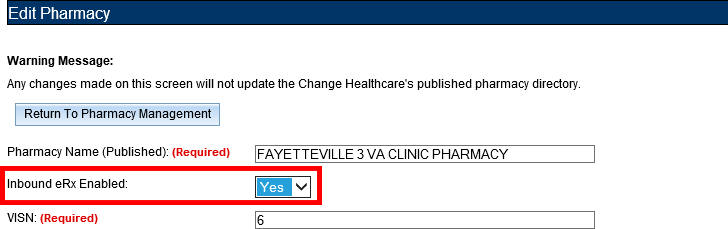 Edit Pharmacy
Warning Message:
Any changes made on this screen will not update the Change Healthcare's published pharmacy directory.
Return To Pharmacy Management
Pharmacy Name (Published): (Required) FAYETTEVILLE 3 VA CLINIC PHARMACY
Inbound eRx Enabled: Yes
VISN: (Required) 6